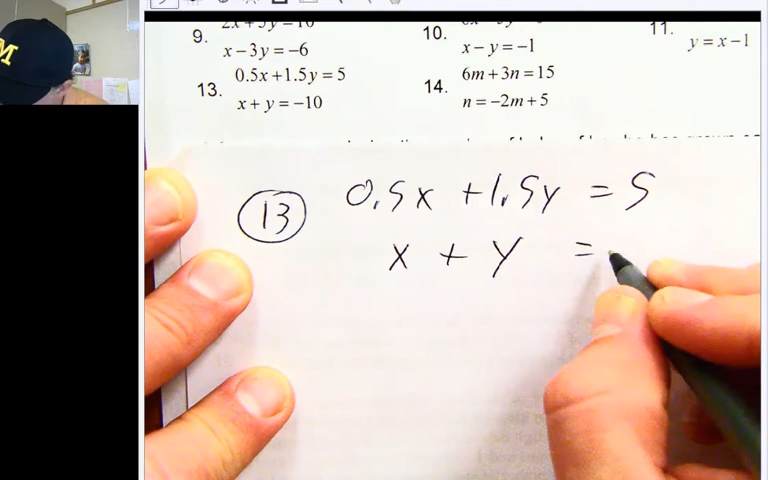 9.
x−3y=−6
10.
x−y=−1
11.
y=x−1
13.
0.5x+1.5y=5
x+y=−10
14.
6m+3n=15
n=−2m+5
M
13 0.5x +1.5y = 5
x + y =